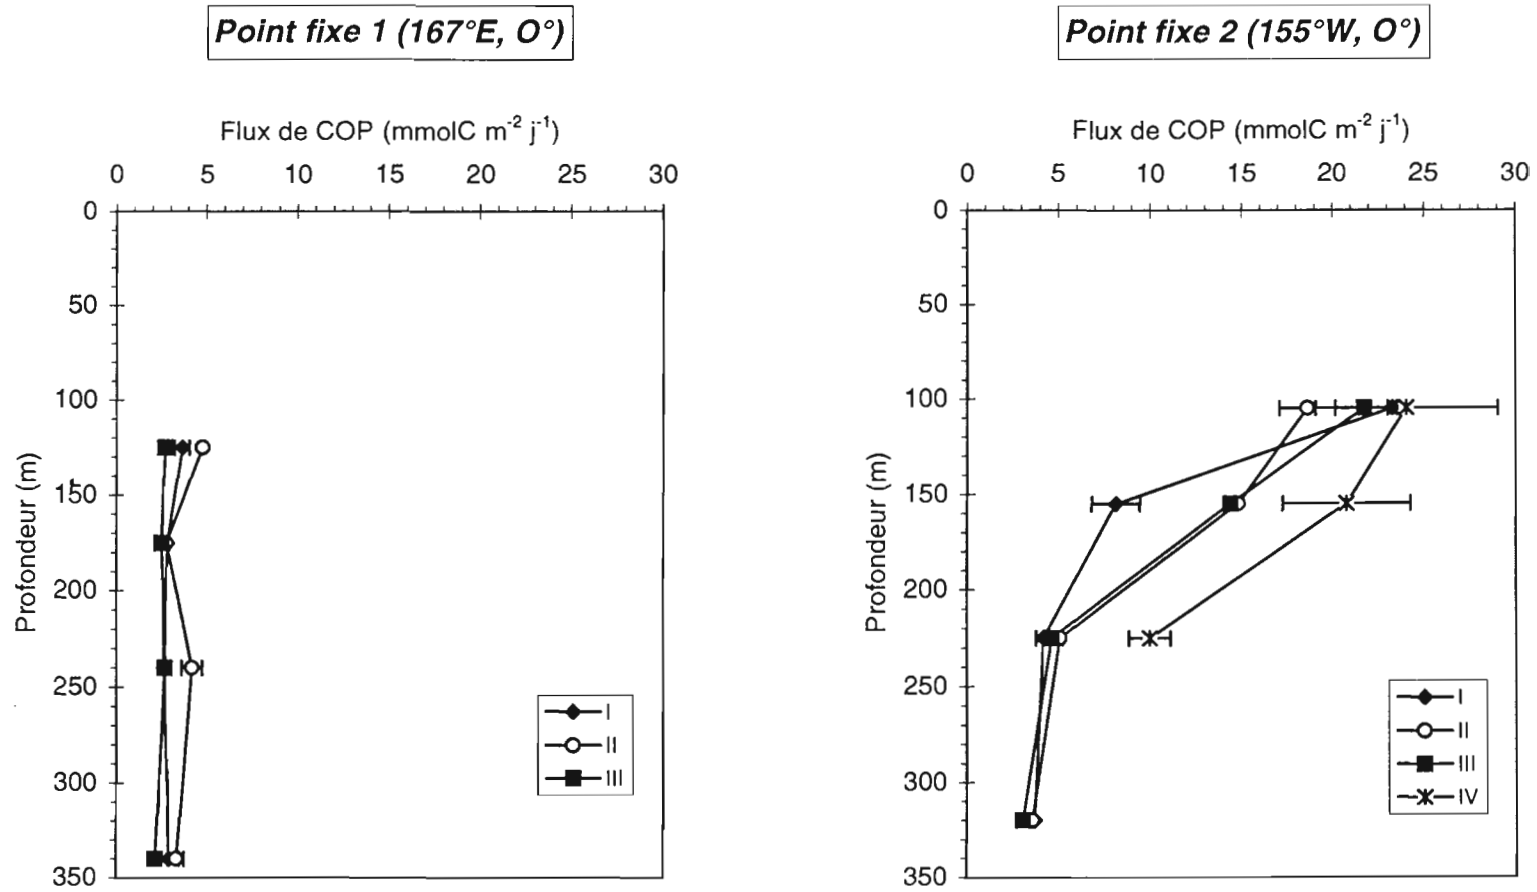 Point fixe 1 (167°E, O°)
Flux de COP (mmolC m⁻² j⁻¹)
0 5 10 15 20 25 30
Profondeur (m)
0
50
100
150
200
250
300
350
I
II
III
Point fixe 2 (155°W, O°)
Flux de COP (mmolC m⁻² j⁻¹)
0 5 10 15 20 25 30
Profondeur (m)
0
50
100
150
200
250
300
350
I
II
III
IV